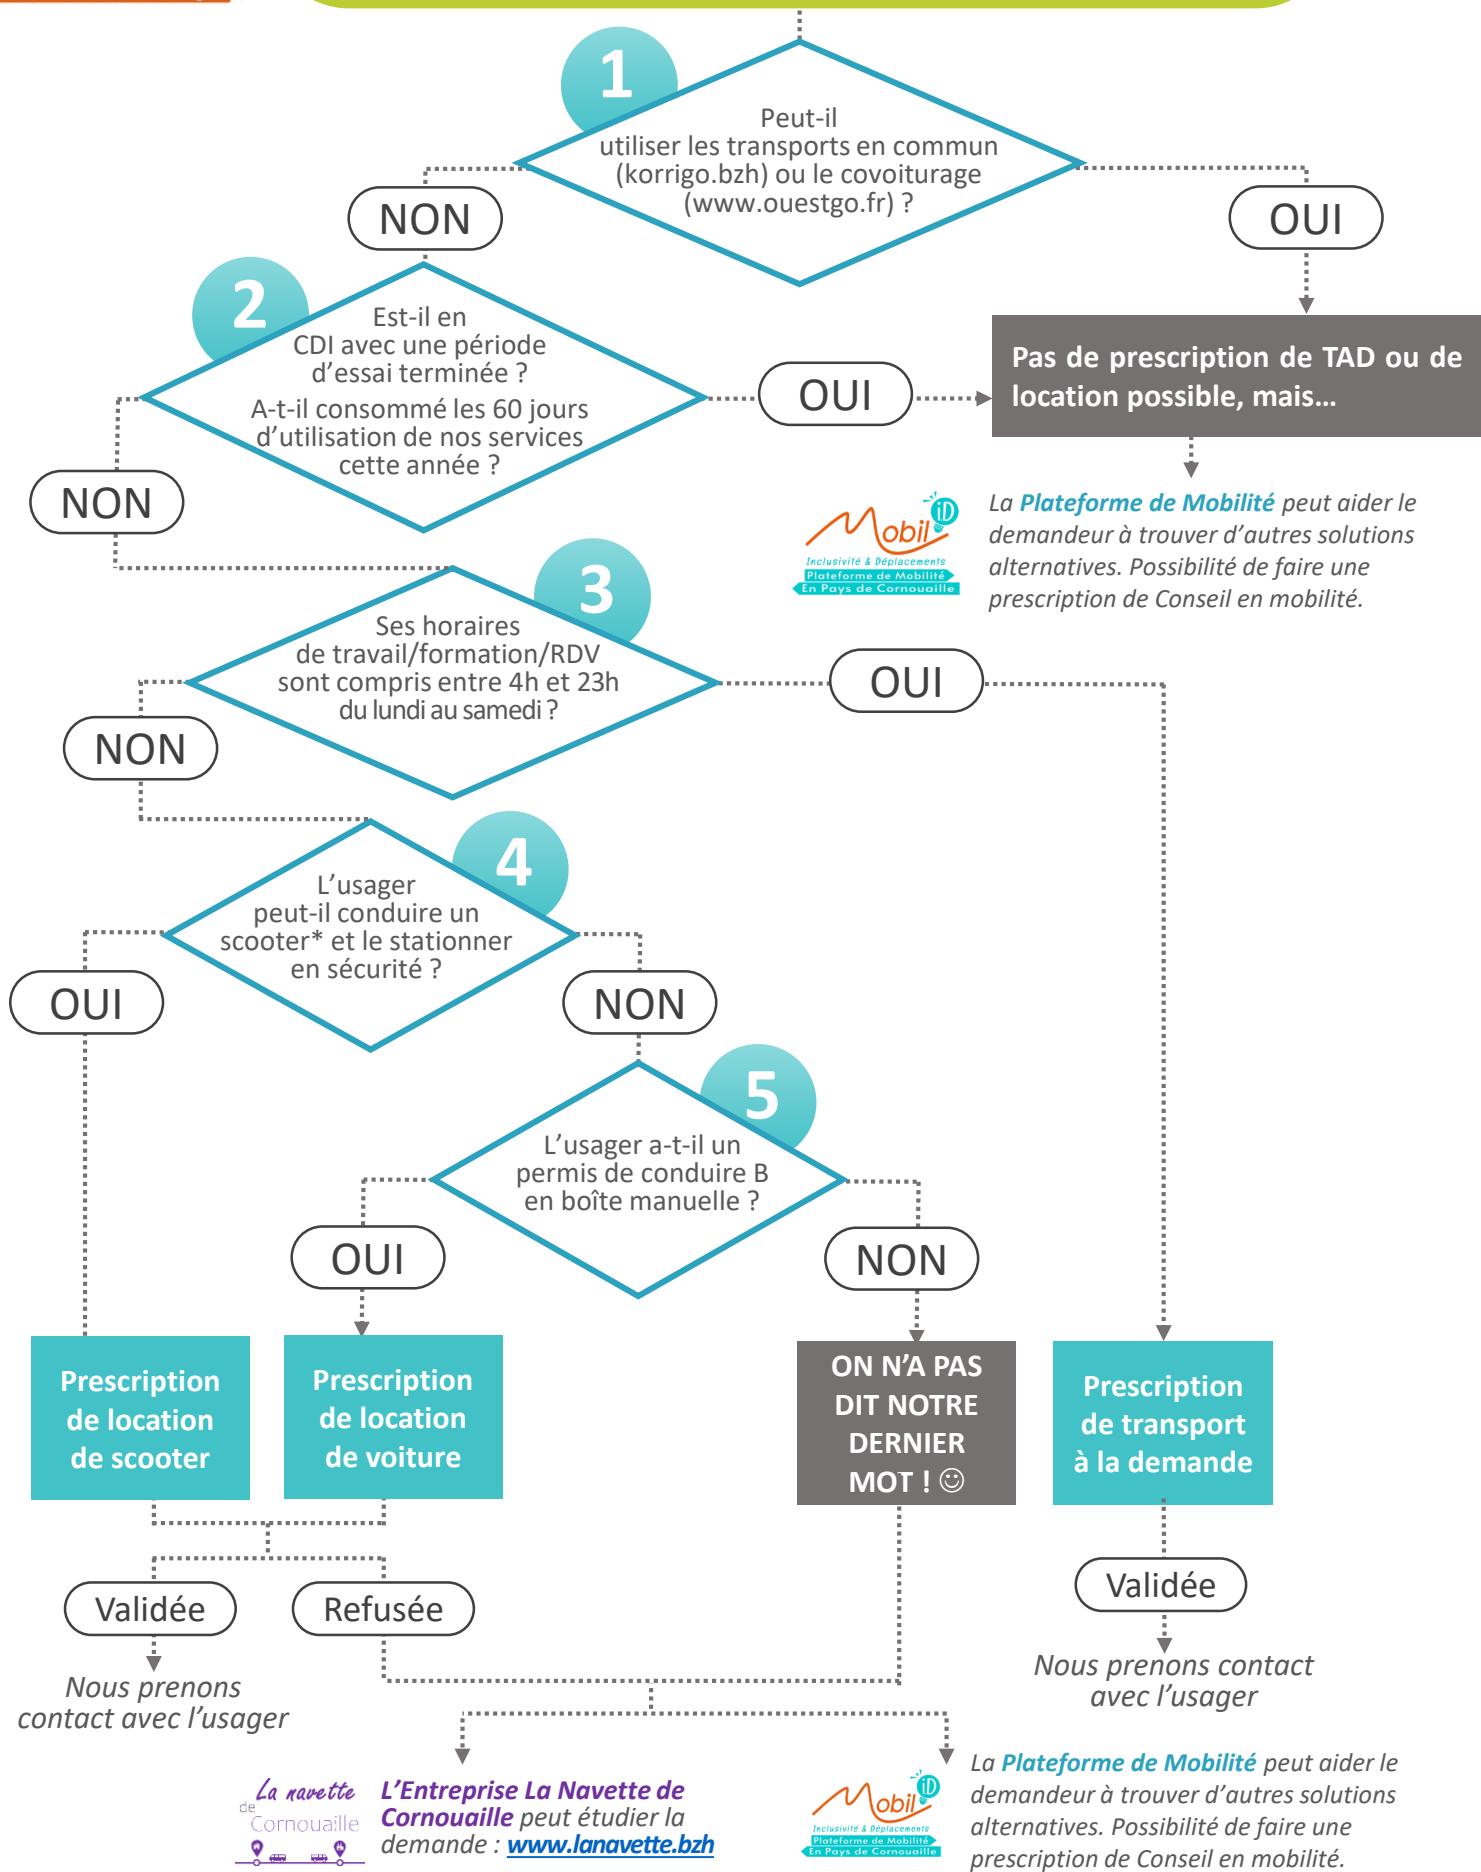 1
Peut-il
utiliser les transports en commun
(korrigo.bzh) ou le covoiturage
(www.ouestgo.fr) ?
NON
OUI
2
Est-il en
CDI avec une période
d’essai terminée ?
A-t-il consommé les 60 jours
d’utilisation de nos services
cette année ?
OUI
NON
Pas de prescription de TAD ou de
location possible, mais…
Mobil iD
Inclusivité & Déplacements
Plateforme de Mobilité
En Pays de Cornouaille
La Plateforme de Mobilité peut aider le
demandeur à trouver d’autres solutions
alternatives. Possibilité de faire une
prescription de Conseil en mobilité.
3
Ses horaires
de travail/formation/RDV
sont compris entre 4h et 23h
du lundi au samedi ?
OUI
NON
4
L’usager
peut-il conduire un
scooter* et le stationner
en sécurité ?
OUI
NON
5
L’usager a-t-il un
permis de conduire B
en boîte manuelle ?
OUI
NON
Prescription
de location
de scooter
Prescription
de location
de voiture
ON N’A PAS
DIT NOTRE
DERNIER
MOT ! ☺
Prescription
de transport
à la demande
Validée
Refusée
Validée
Nous prenons
contact avec l’usager
Nous prenons contact
avec l’usager
La navette
de
Cornouaille
L’Entreprise La Navette de
Cornouaille peut étudier la
demande : www.lanavette.bzh
Mobil iD
Inclusivité & Déplacements
Plateforme de Mobilité
En Pays de Cornouaille
La Plateforme de Mobilité peut aider le
demandeur à trouver d’autres solutions
alternatives. Possibilité de faire une
prescription de Conseil en mobilité.